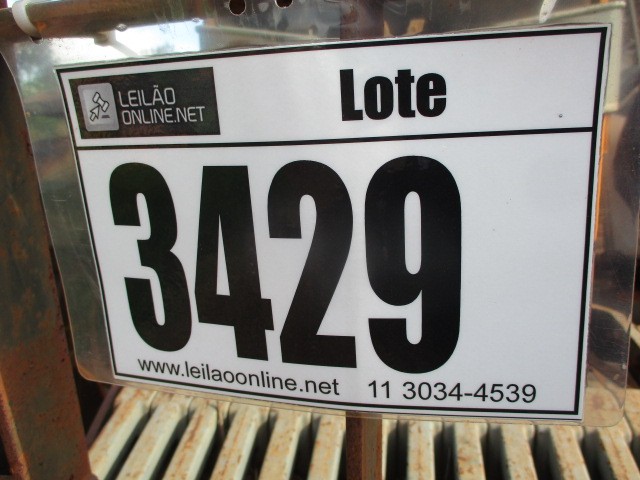 LEILÃO
ONLINE.NET
Lote
3429
www.leilaoonline.net 11 3034-4539